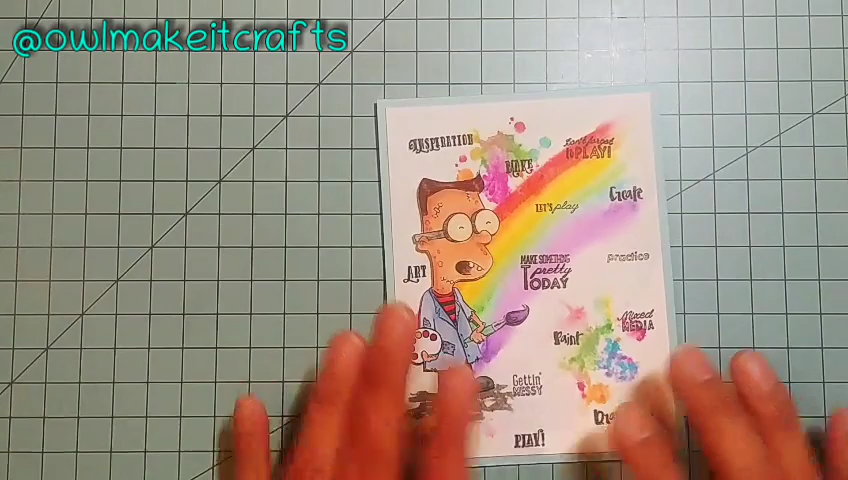 @owlmakeitcrafts
INSPIRATION
MAKE
Don't forget
to PLAY!
Create
LET'S play
ART
MAKE SOMETHING
pretty
TODAY
practice
Mixed
MEDIA
Paint
Gettin'
MESSY
PLAY!